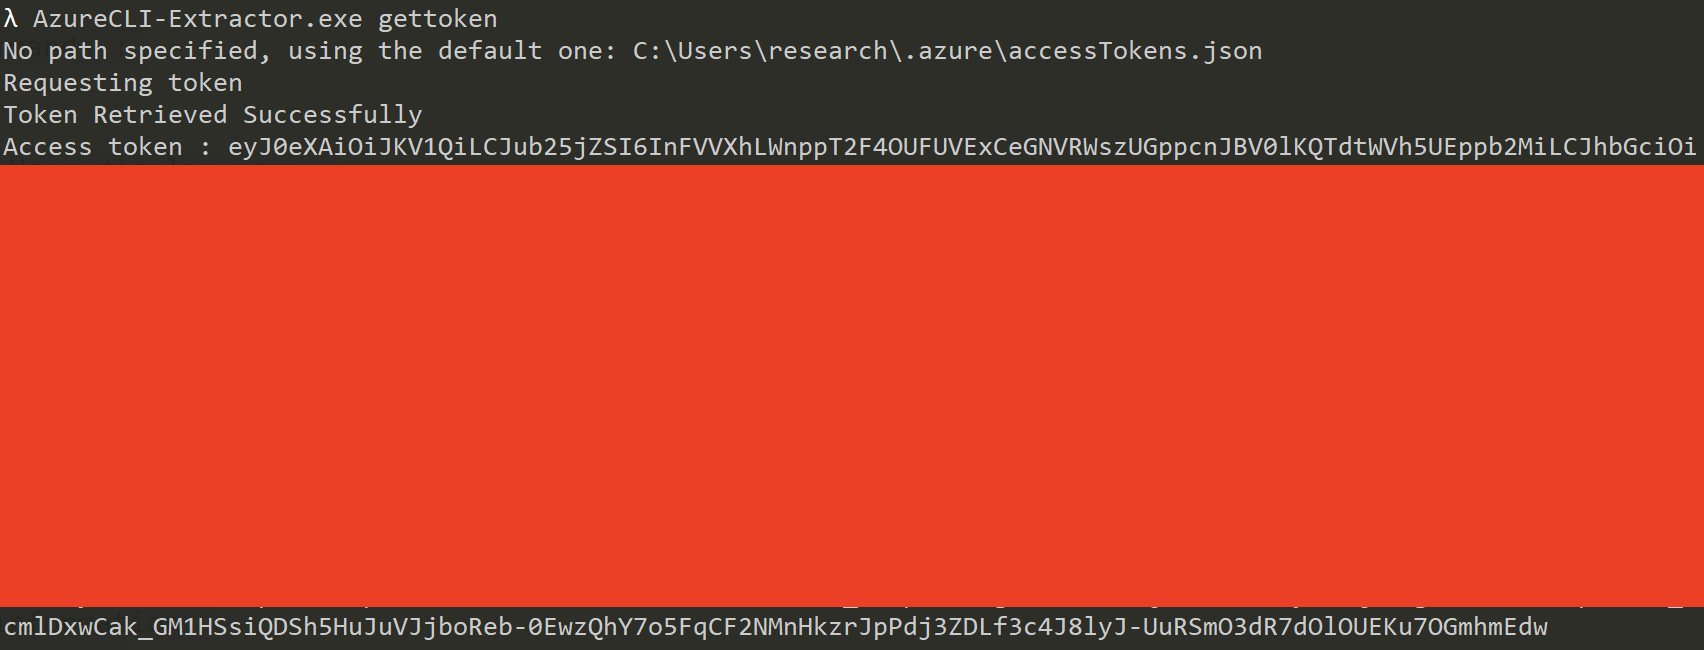 λ AzureCLI-Extractor.exe gettoken
No path specified, using the default one: C:\Users\research\.azure\accessTokens.json
Requesting token
Token Retrieved Successfully
Access token : eyJ0eXAiOiJKV1QiLCJub25jZSI6InFVVXhLWnppT2F4OUFUVExCeGNVRWszUGppcnJBV0lKQTdtWVh5UEppb2MiLCJhbGciOi
cmlDxwCak_GM1HSsiQDSh5HuJuVJjboReb-0EwzQhY7o5FqCF2NMnHkzrJpPdj3ZDLf3c4J8lyJ-UuRSmO3dR7dOlOUEKu7OGmhmEdw